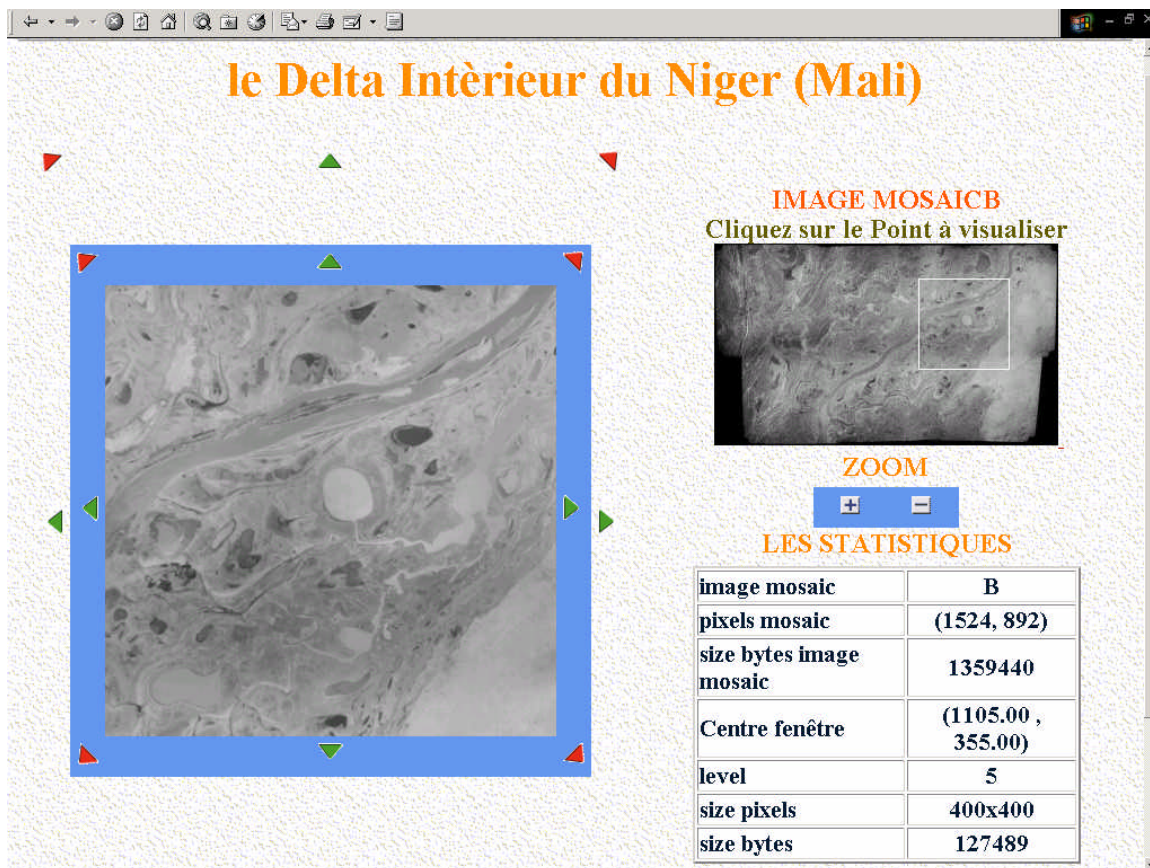 le Delta Intèrieur du Niger (Mali)
IMAGE MOSAICB
Cliquez sur le Point à visualiser
ZOOM
+ −
LES STATISTIQUES
image mosaic B
pixels mosaic (1524, 892)
size bytes image
mosaic 1359440
Centre fenêtre (1105.00 ,
355.00)
level 5
size pixels 400x400
size bytes 127489